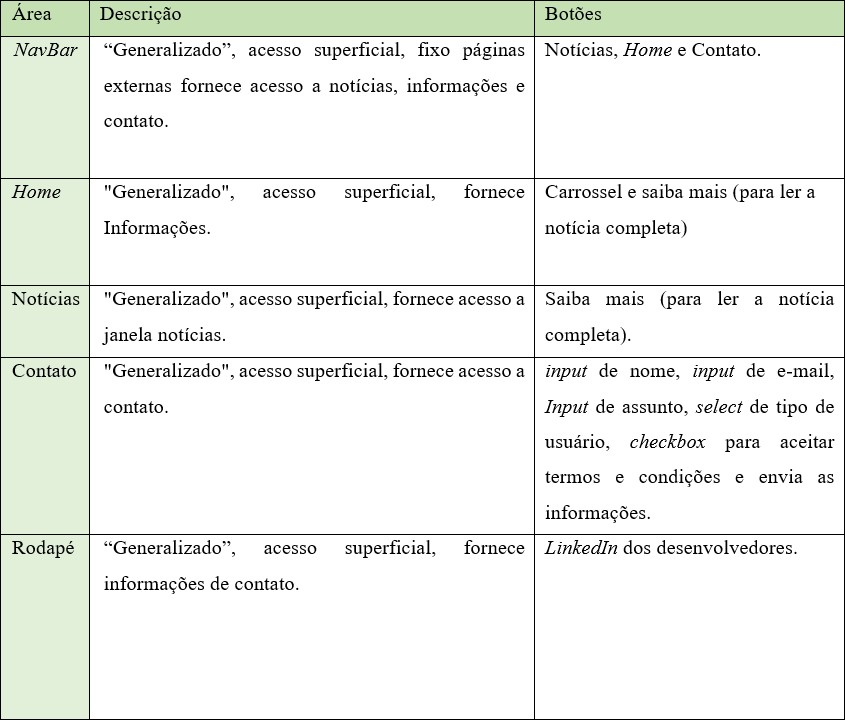 Área
Descrição
Botões
NavBar
“Generalizado”, acesso superficial, fixo páginas
externas fornece acesso a notícias, informações e
contato.
Notícias, Home e Contato.
Home
"Generalizado", acesso superficial, fornece
Informações.
Carrossel e saiba mais (para ler a
notícia completa)
Notícias
"Generalizado", acesso superficial, fornece acesso a
janela notícias.
Saiba mais (para ler a notícia
completa).
Contato
"Generalizado", acesso superficial, fornece acesso a
contato.
input de nome, input de e-mail,
Input de assunto, select de tipo de
usuário, checkbox para aceitar
termos e condições e envia as
informações.
Rodapé
“Generalizado”, acesso superficial, fornece
informações de contato.
LinkedIn dos desenvolvedores.